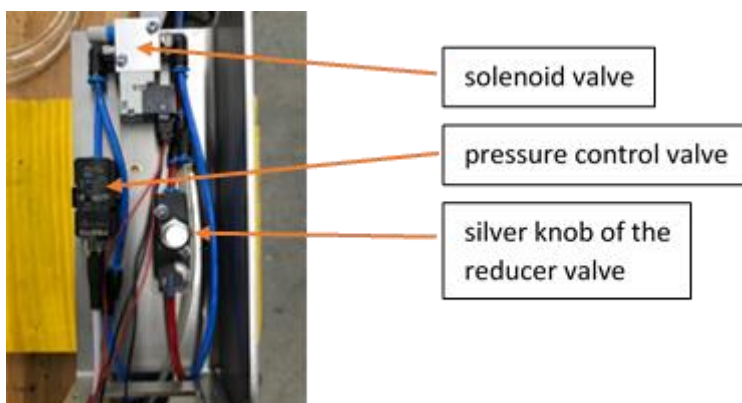 solenoid valve
pressure control valve
silver knob of the
reducer valve